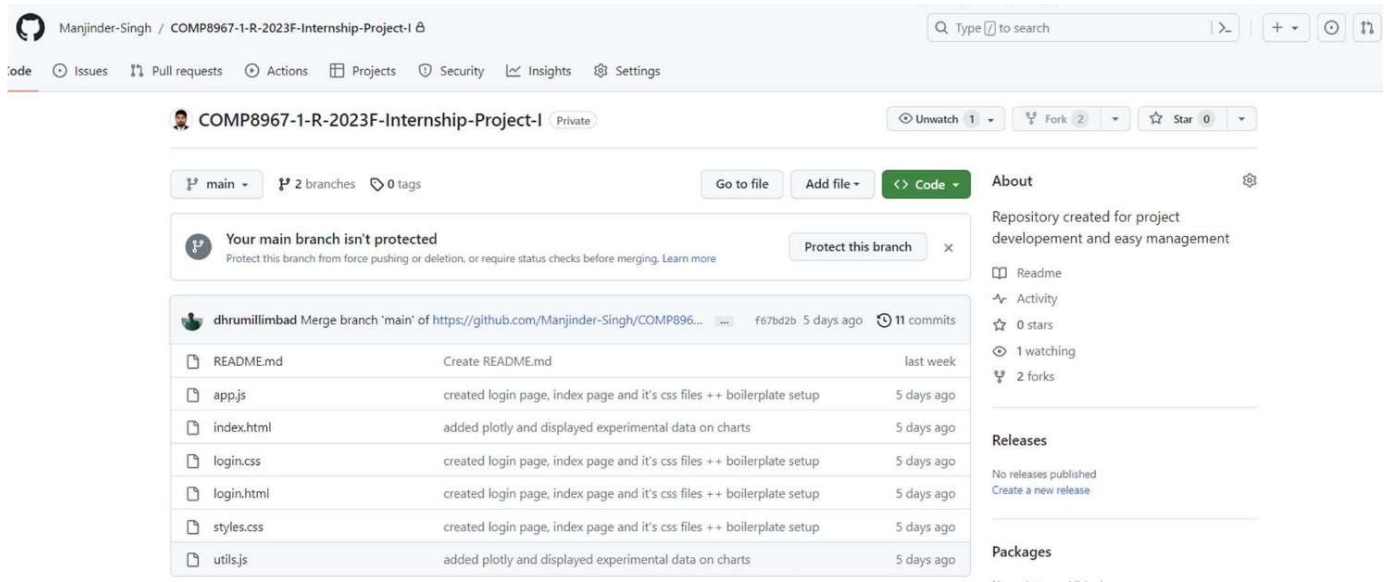 Manjinder-Singh / COMP8967-1-R-2023F-Internship-Project-I
Type / to search
Issues Pull requests Actions Projects Security Insights Settings
COMP8967-1-R-2023F-Internship-Project-I Private
Unwatch 1 Fork 2 Star 0
main 2 branches 0 tags Go to file Add file <> Code
Your main branch isn't protected
Protect this branch from force pushing or deletion, or require status checks before merging. Learn more
Protect this branch
dhrumillimbad Merge branch 'main' of https://github.com/Manjinder-Singh/COMP896... ... f67bd2b 5 days ago 11 commits
README.md Create README.md last week
app.js created login page, index page and it's css files ++ boilerplate setup 5 days ago
index.html added plotly and displayed experimental data on charts 5 days ago
login.css created login page, index page and it's css files ++ boilerplate setup 5 days ago
login.html created login page, index page and it's css files ++ boilerplate setup 5 days ago
styles.css created login page, index page and it's css files ++ boilerplate setup 5 days ago
utils.js added plotly and displayed experimental data on charts 5 days ago
About
Repository created for project
developement and easy management
Readme
Activity
0 stars
1 watching
2 forks
Releases
No releases published
Create a new release
Packages